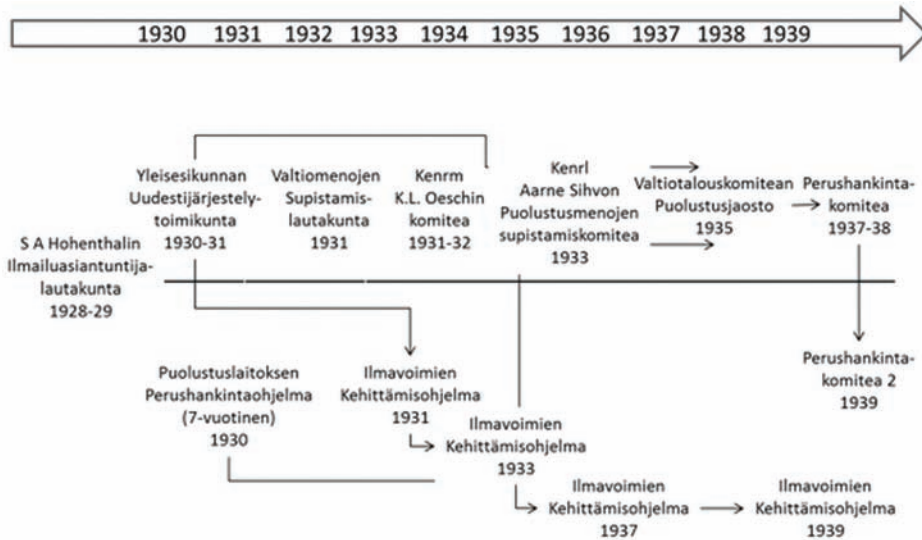 1930 1931 1932 1933 1934 1935 1936 1937 1938 1939
S A Hohenthalin
Ilmailuasiantuntija-
lautakunta
1928-29
Yleisesikunnan
Uudestijärjestely-
toimikunta
1930-31
Valtiomenojen
Supistamis-
lautakunta
1931
Kenrm
K.L. Oeschin
komitea
1931-32
Kenrl
Aarne Sihvon
Puolustusmenojen
supistamiskomitea
1933
Valtiotalouskomitean
Puolustusjaosto
1935
Perushankinta-
komitea
1937-38
Puolustuslaitoksen
Perushankintaohjelma
(7-vuotinen)
1930
Ilmavoimien
Kehittämisohjelma
1931
Ilmavoimien
Kehittämisohjelma
1933
Perushankinta-
komitea 2
1939
Ilmavoimien
Kehittämisohjelma
1937
Ilmavoimien
Kehittämisohjelma
1939